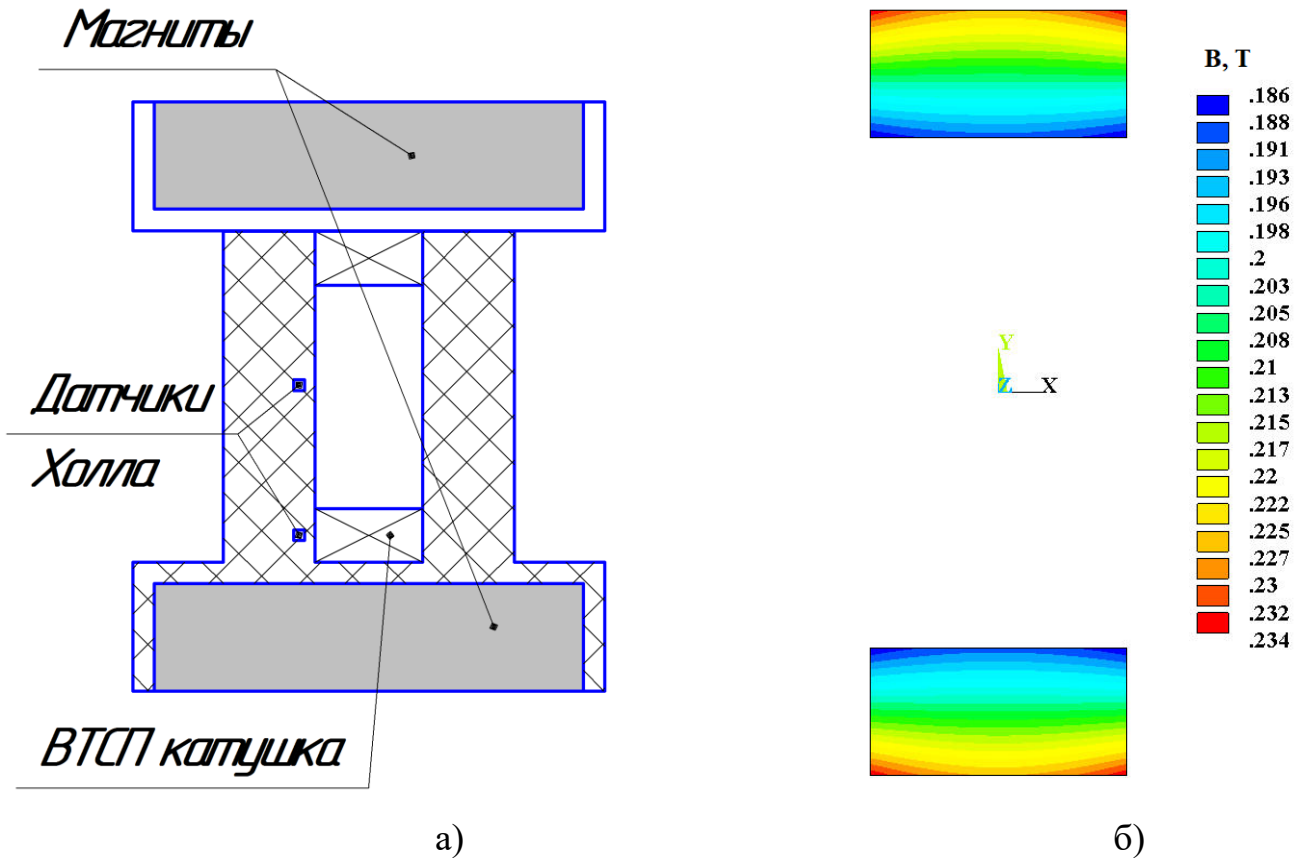 Магниты
Датчики
Холла
ВТСП катушка
а)
B, T
.186
.188
.191
.193
.196
.198
.2
.203
.205
.208
.21
.213
.215
.217
.22
.222
.225
.227
.23
.232
.234
Y
Z X
б)